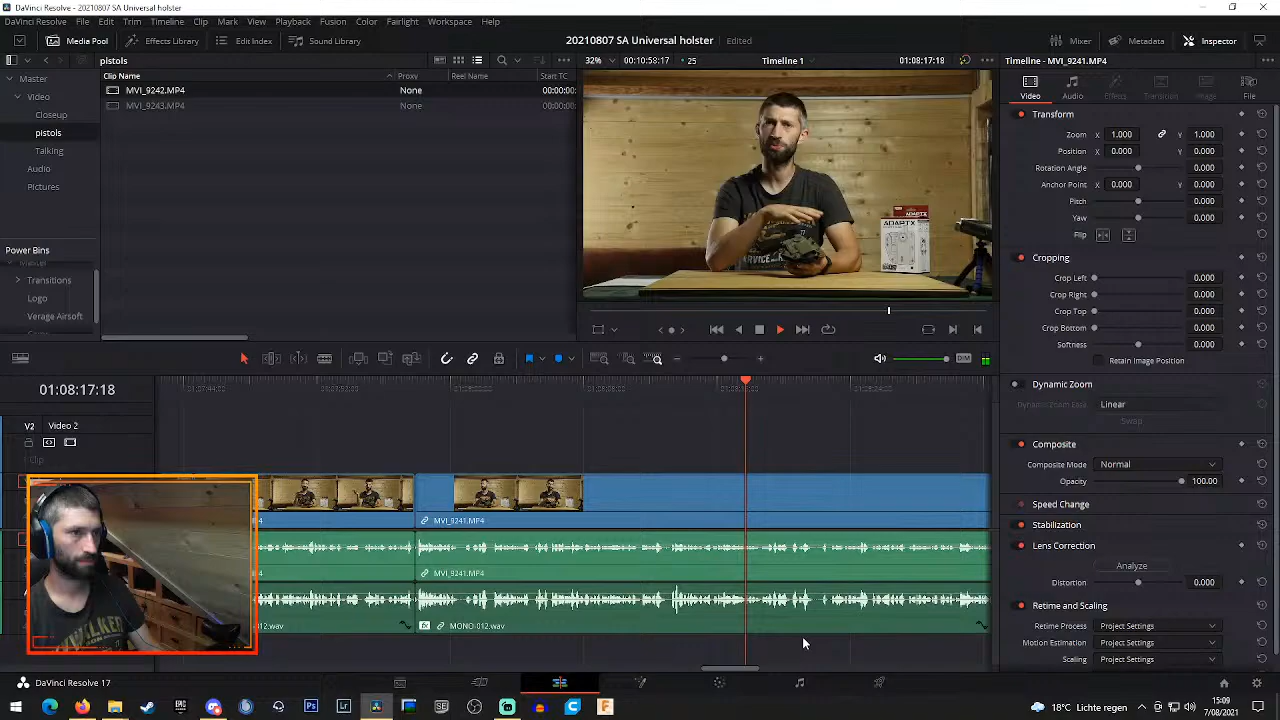 DaVinci Resolve - 20210807 SA Universal holster
DaVinci Resolve File Edit Trim Timeline Clip Mark View Playback Fusion Color Fairlight Workspace Help
Media Pool Effects Library Edit Index Sound Library 20210807 SA Universal holster Edited Mixer Metadata Inspector
pistols 32% 00:10:58:17 25 Timeline 1 01:08:17:18 Timeline - MVI_9241.MP4
Master
Video
Closeup
pistols
Talking
Audio
Pictures
Clip Name Proxy Reel Name Start TC
MVI_9242.MP4 None 00:00:00:
MVI_9243.MP4 None 00:00:00:
Power Bins
Transitions
Logo
Verage Airsoft
ADAPTX
Video Audio Effects Transition Image File
Transform
Zoom X 1.000 Y 1.000
Position X 0.000 Y 0.000
Rotation Angle 0.000
Anchor Point X 0.000 Y 0.000
Pitch 0.000
Yaw 0.000
Flip
Cropping
Crop Left 0.000
Crop Right 0.000
Crop Top 0.000
Crop Bottom 0.000
Softness 0.000
Retain Image Position
Dynamic Zoom
Dynamic Zoom Ease Linear
Swap
Composite
Composite Mode Normal
Opacity 100.00
Speed Change
Stabilization
Lens Correction
Analyze
Distortion 0.000
Retime and Scaling
Retime Process Project Settings
Motion Estimation Project Settings
Scaling Project Settings
DIM
01:08:17:18
V2 Video 2
1 Clip
4 MVI_9241.MP4
4 MVI_9241.MP4
012.wav fx MONO-012.wav
DaVinci Resolve 17
18°C Lichte regen 15:09
7/08/2021